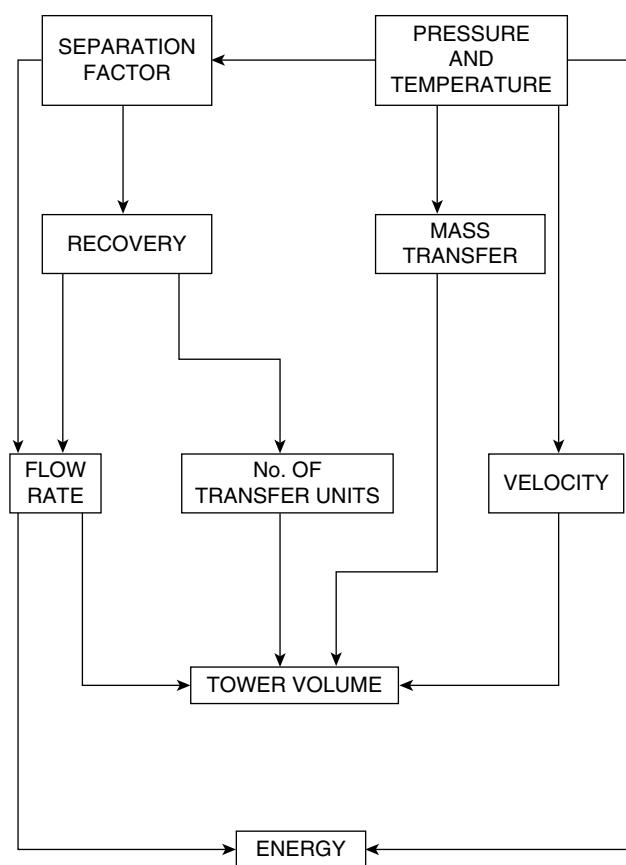 SEPARATION
FACTOR
PRESSURE
AND
TEMPERATURE
RECOVERY
MASS
TRANSFER
FLOW
RATE
No. OF
TRANSFER UNITS
VELOCITY
TOWER VOLUME
ENERGY